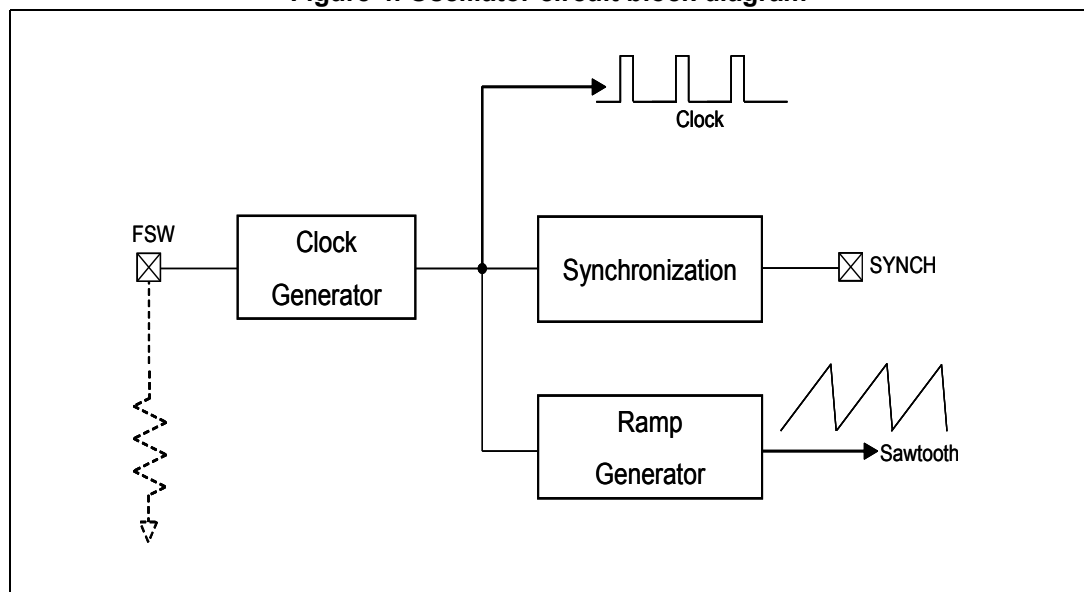 Figure 4. Oscillator circuit block diagram
Clock
FSW
Clock
Generator
Synchronization
SYNCH
Ramp
Generator
Sawtooth